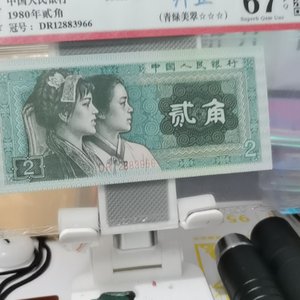 中国人民银行
1980年贰角
冠号: DR12883966
(青绿美翠☆☆☆)
67
Superb Gem Unc
中国人民银行
贰角
DR12883966
2
2